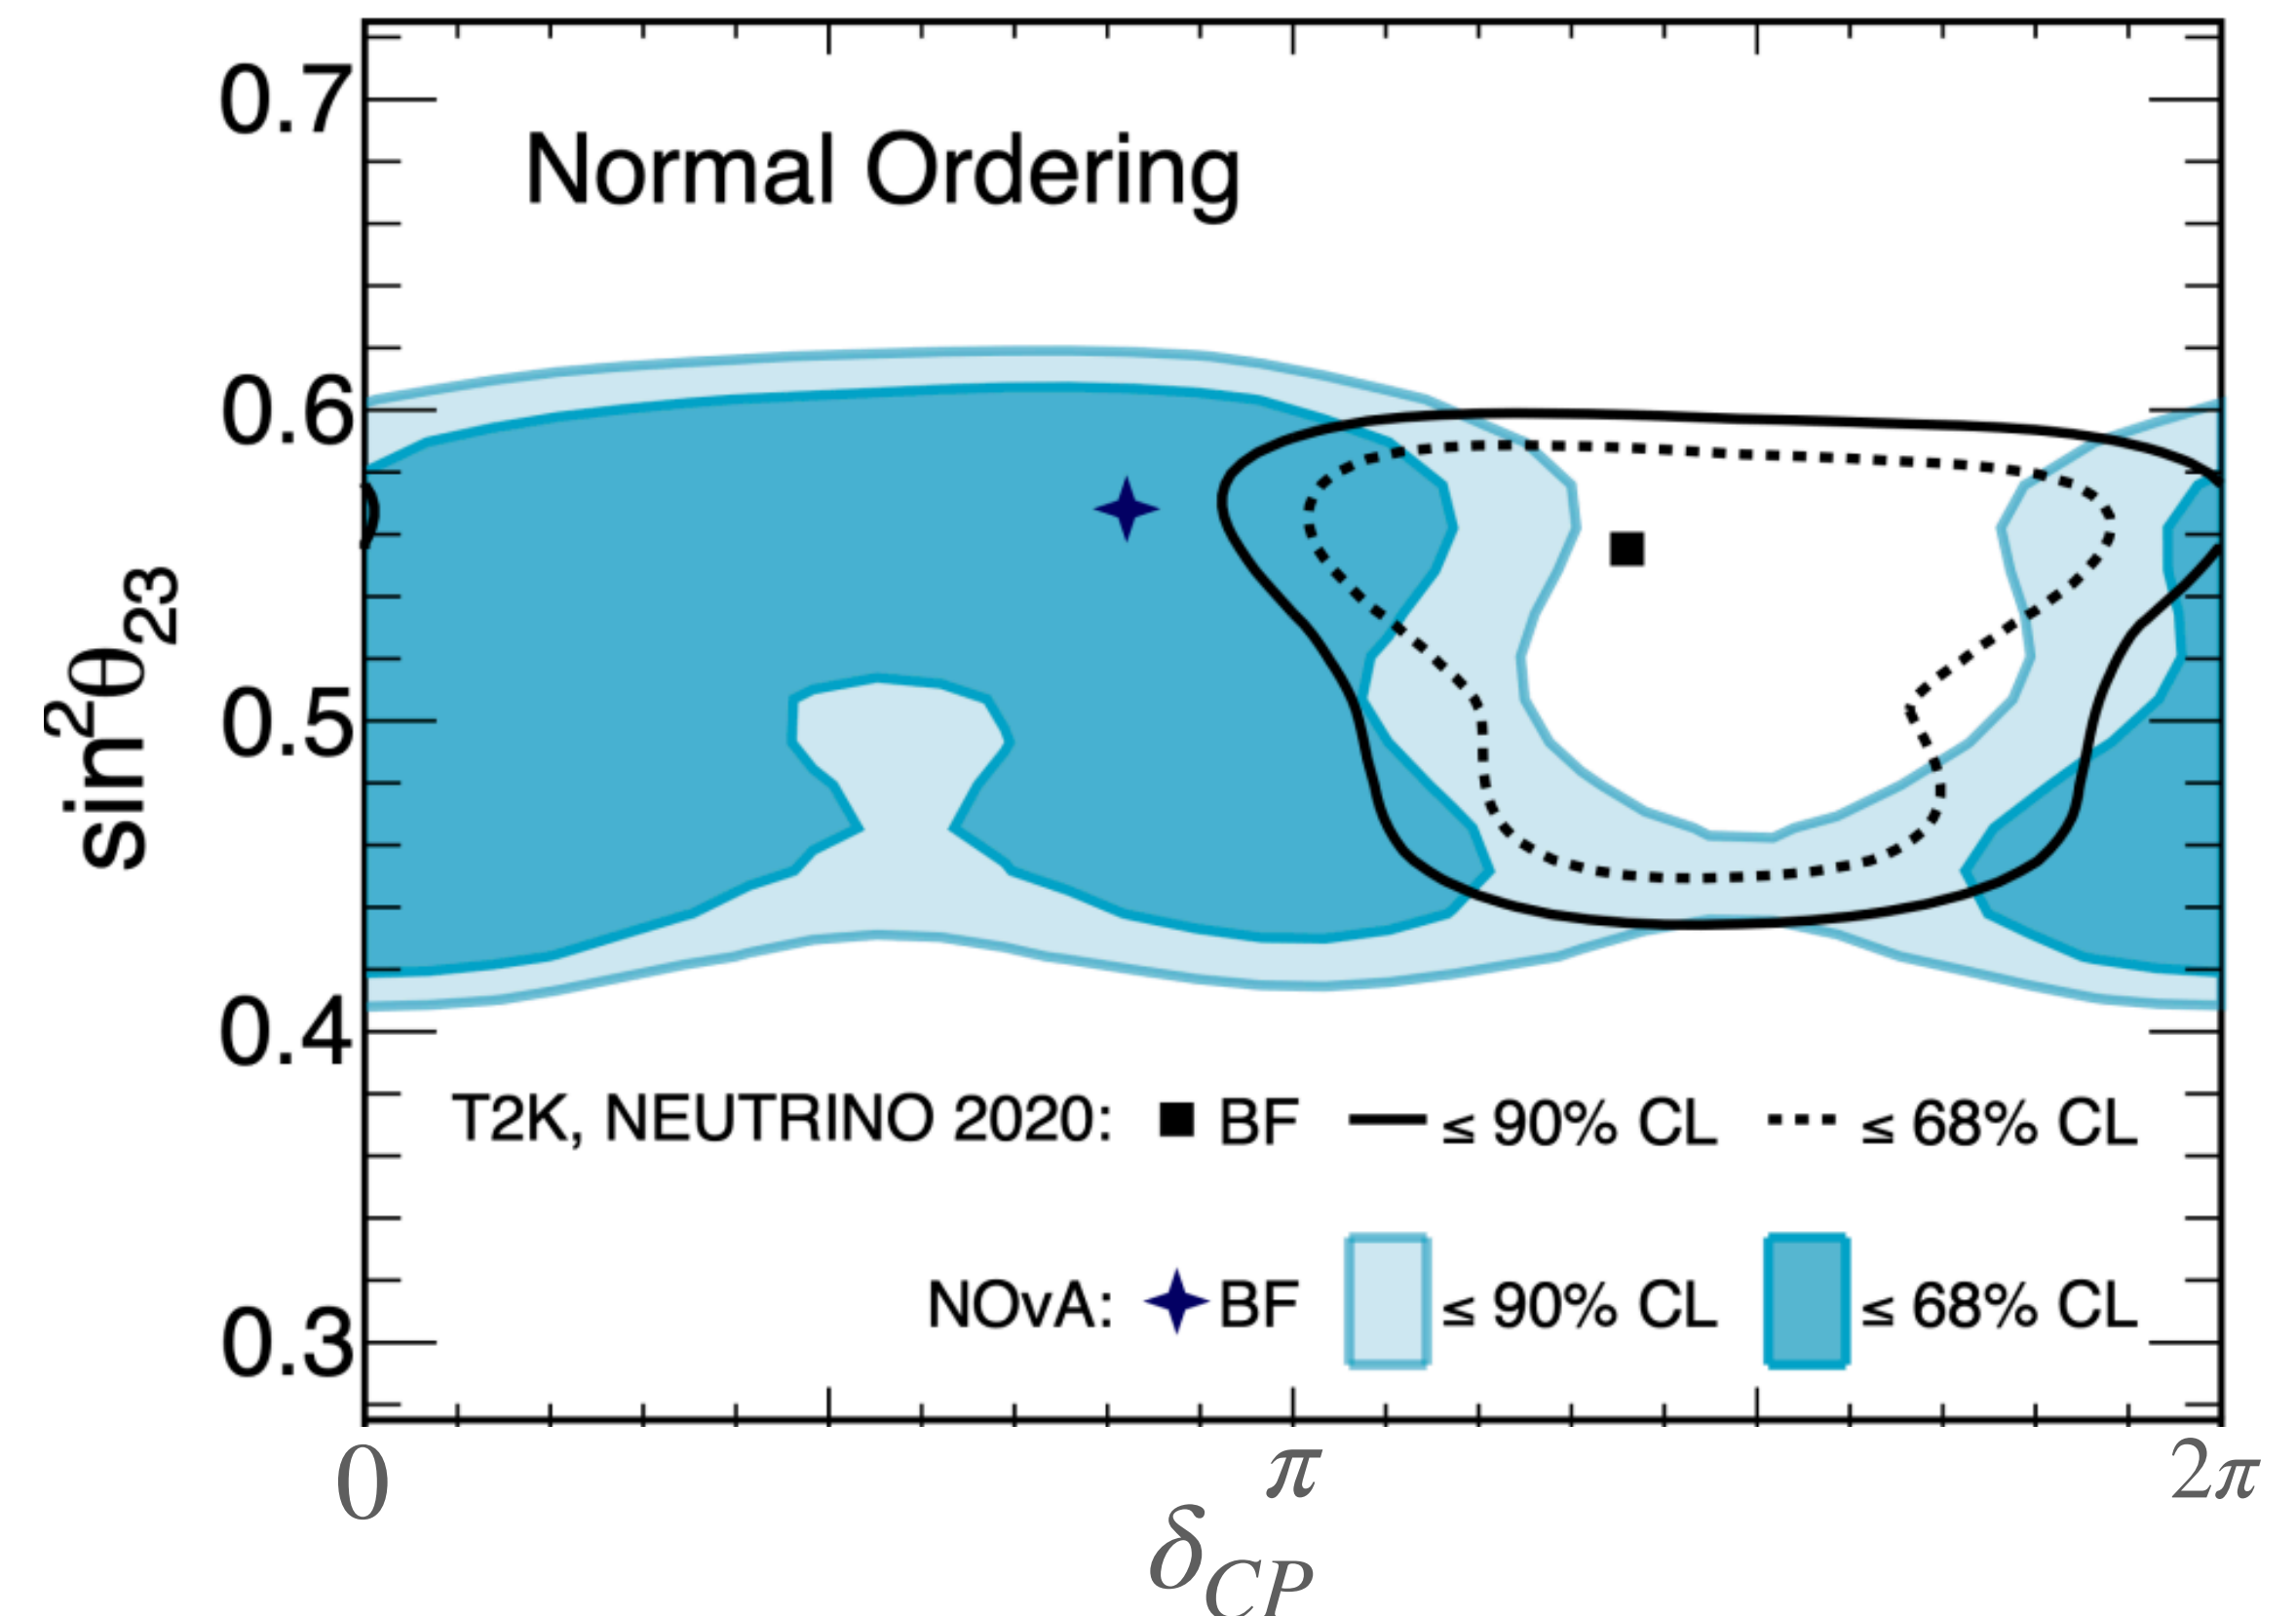 Normal Ordering
0.7
0.6
0.5
0.4
0.3
sin²θ₂₃
T2K, NEUTRINO 2020: BF ≤ 90% CL ≤ 68% CL
NOvA: BF ≤ 90% CL ≤ 68% CL
0 π 2π
δ_CP